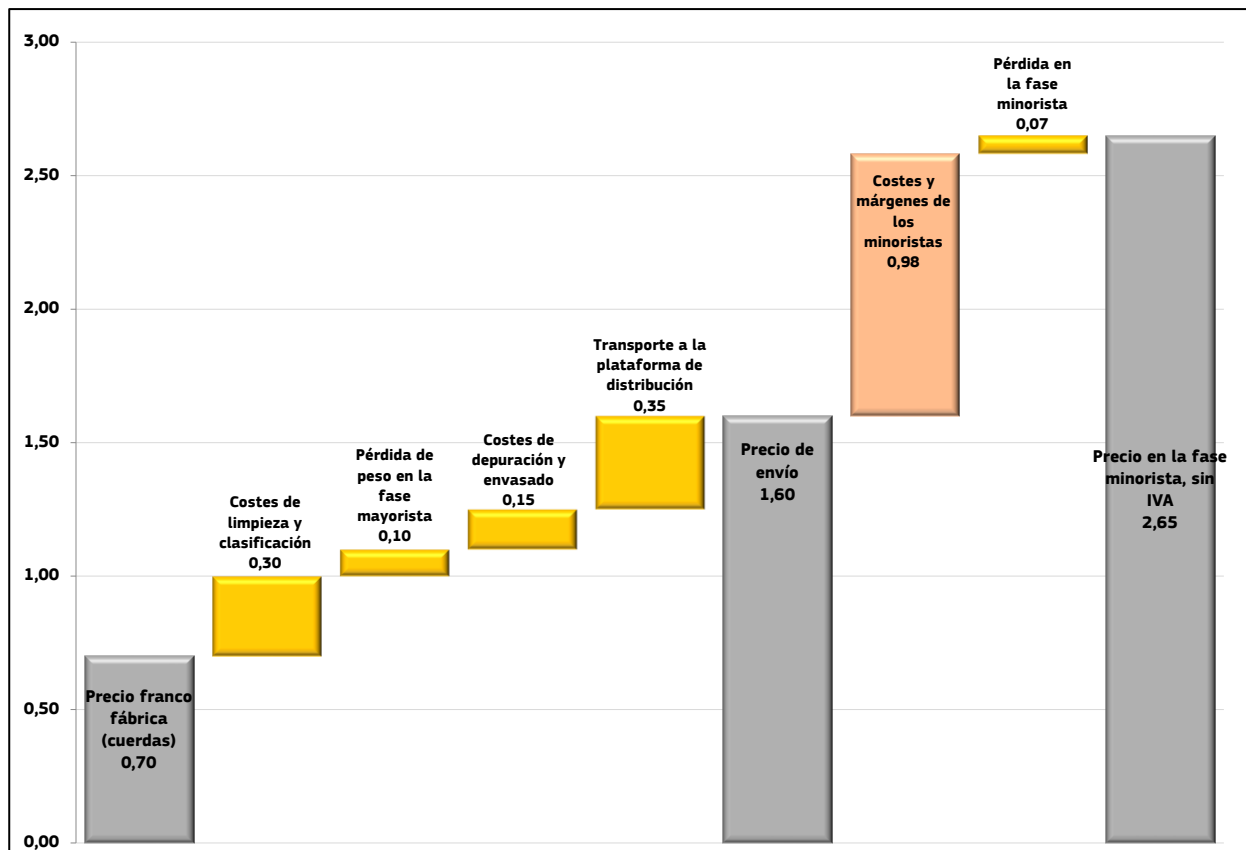 3,00
2,50
2,00
1,50
1,00
0,50
0,00
Precio franco
fábrica
(cuerdas)
0,70
Costes de
limpieza y
clasificación
0,30
Pérdida de
peso en la
fase
mayorista
0,10
Costes de
depuración y
envasado
0,15
Transporte a la
plataforma de
distribución
0,35
Precio de
envío
1,60
Costes y
márgenes de
los
minoristas
0,98
Pérdida en
la fase
minorista
0,07
Precio en la fase
minorista, sin
IVA
2,65